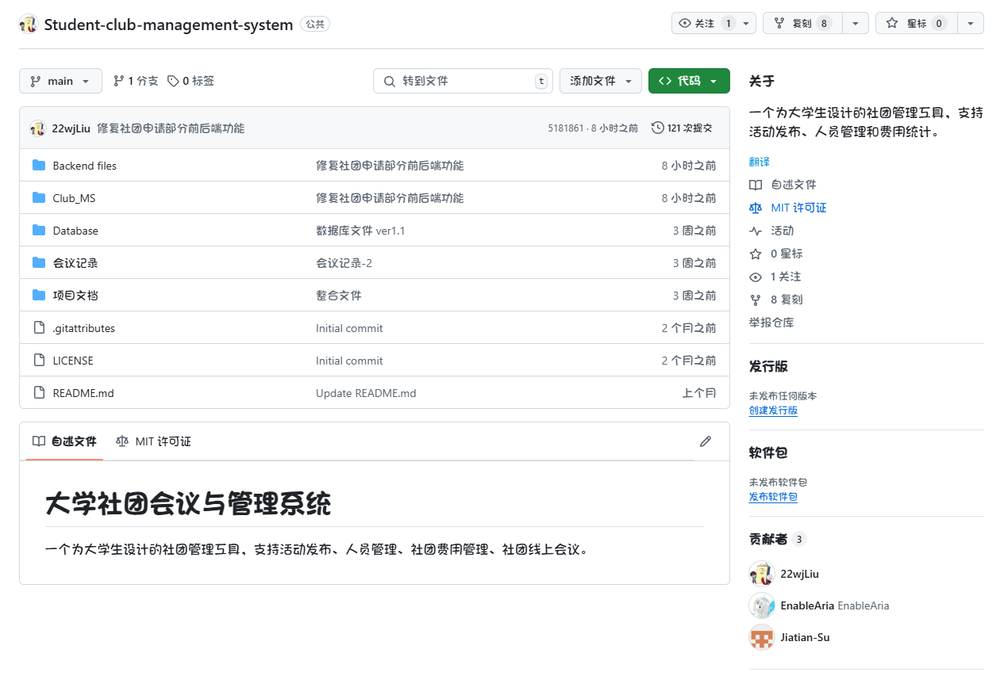 Student-club-management-system 公共
关注 1 复刻 8 星标 0
main 1 分支 0 标签 转到文件 t 添加文件 代码
22wjLiu 修复社团申请部分前后端功能 5181861 · 8 小时之前 121 次提交
Backend files 修复社团申请部分前后端功能 8 小时之前
Club_MS 修复社团申请部分前后端功能 8 小时之前
Database 数据库文件 ver1.1 3 周之前
会议记录 会议记录-2 3 周之前
项目文档 整合文件 3 周之前
.gitattributes Initial commit 2 个月之前
LICENSE Initial commit 2 个月之前
README.md Update README.md 上个月
自述文件 MIT 许可证
大学社团会议与管理系统
一个为大学生设计的社团管理工具，支持活动发布、人员管理、社团费用管理、社团线上会议。
关于
一个为大学生设计的社团管理工具，支持
活动发布、人员管理和费用统计。
翻译
自述文件
MIT 许可证
活动
0 星标
1 关注
8 复刻
举报仓库
发行版
未发布任何版本
创建发行版
软件包
未发布软件包
发布软件包
贡献者 3
22wjLiu
EnableAria EnableAria
Jiatian-Su